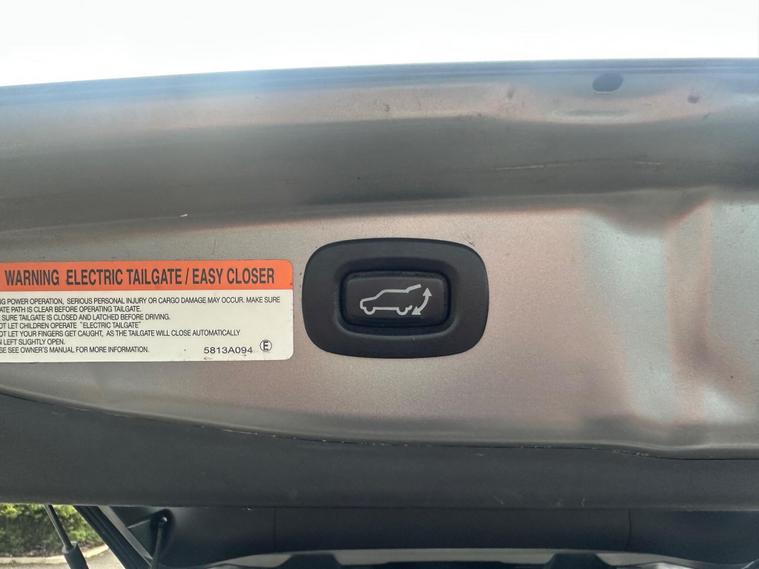 WARNING ELECTRIC TAILGATE / EASY CLOSER
POWER OPERATION, SERIOUS PERSONAL INJURY OR CARGO DAMAGE MAY OCCUR. MAKE SURE
PATH IS CLEAR BEFORE OPERATING TAILGATE.
SURE TAILGATE IS CLOSED AND LATCHED BEFORE DRIVING.
LET CHILDREN OPERATE "ELECTRIC TAILGATE"
LET YOUR FINGERS GET CAUGHT, AS THE TAILGATE WILL CLOSE AUTOMATICALLY
LEFT SLIGHTLY OPEN.
SEE OWNER'S MANUAL FOR MORE INFORMATION. 5813A094 E